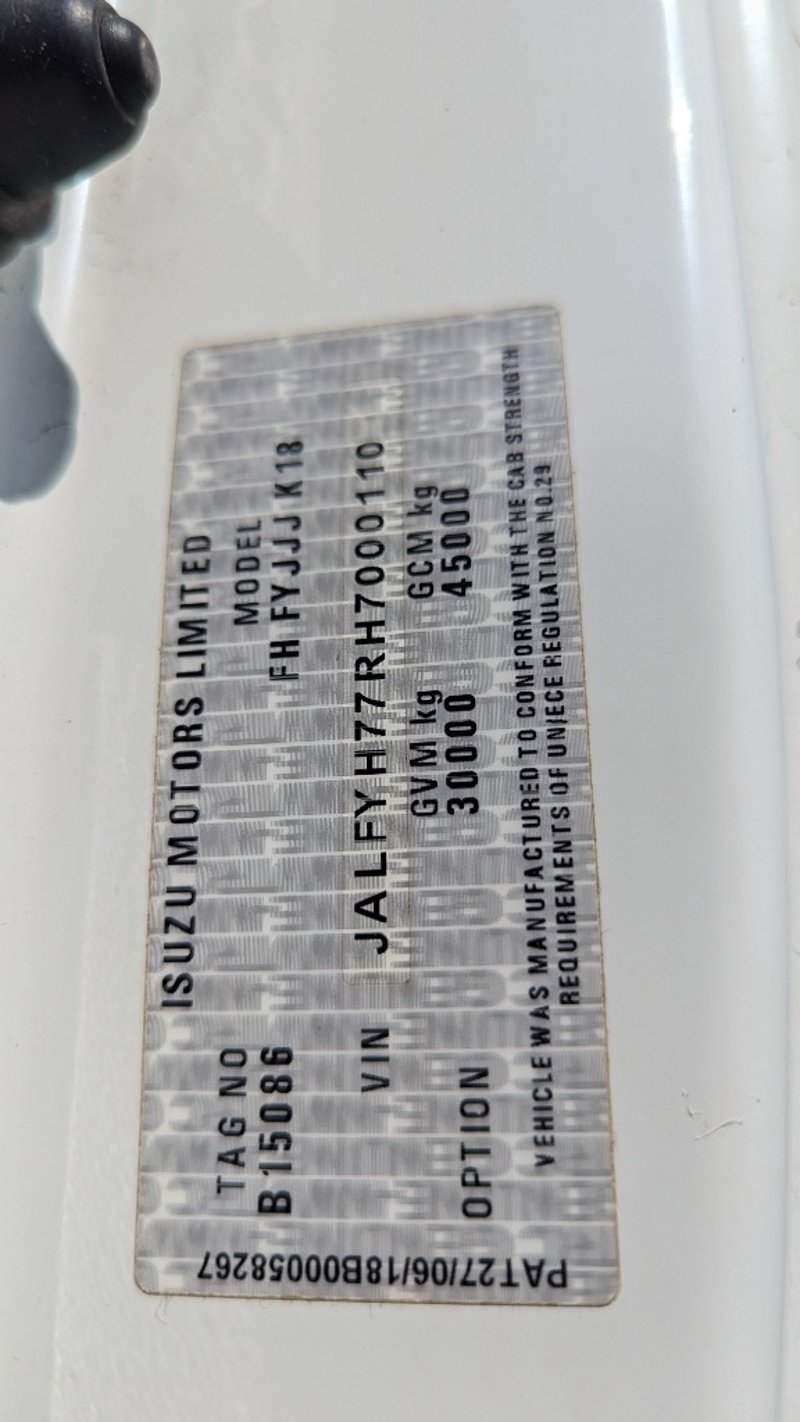 ISUZU MOTORS LIMITED
TAG NO
MODEL
B15086
FH FYJJJ K18
VIN
JALFYH77RH7000110
GVM kg
GCM kg
OPTION
30000
45000
VEHICLE WAS MANUFACTURED TO CONFORM WITH THE CAB STRENGTH
REQUIREMENTS OF UN/ECE REGULATION NO.29
PAT27/06/18B00058267